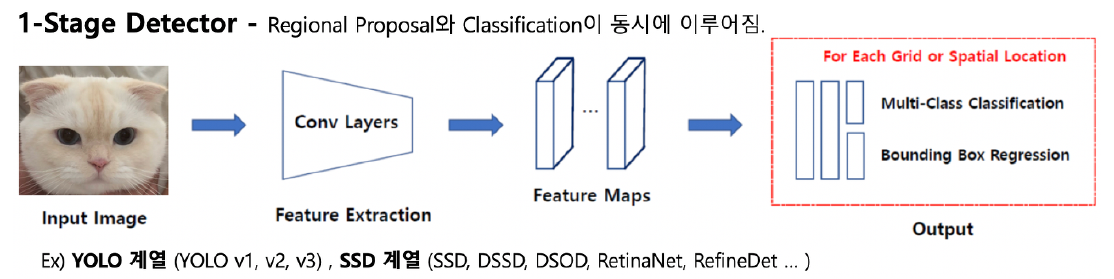 1-Stage Detector - Regional Proposal와 Classification이 동시에 이루어짐.
For Each Grid or Spatial Location
Conv Layers
...
Multi-Class Classification
Bounding Box Regression
Input Image
Feature Extraction
Feature Maps
Output
Ex) YOLO 계열 (YOLO v1, v2, v3) , SSD 계열 (SSD, DSSD, DSOD, RetinaNet, RefineDet ... )